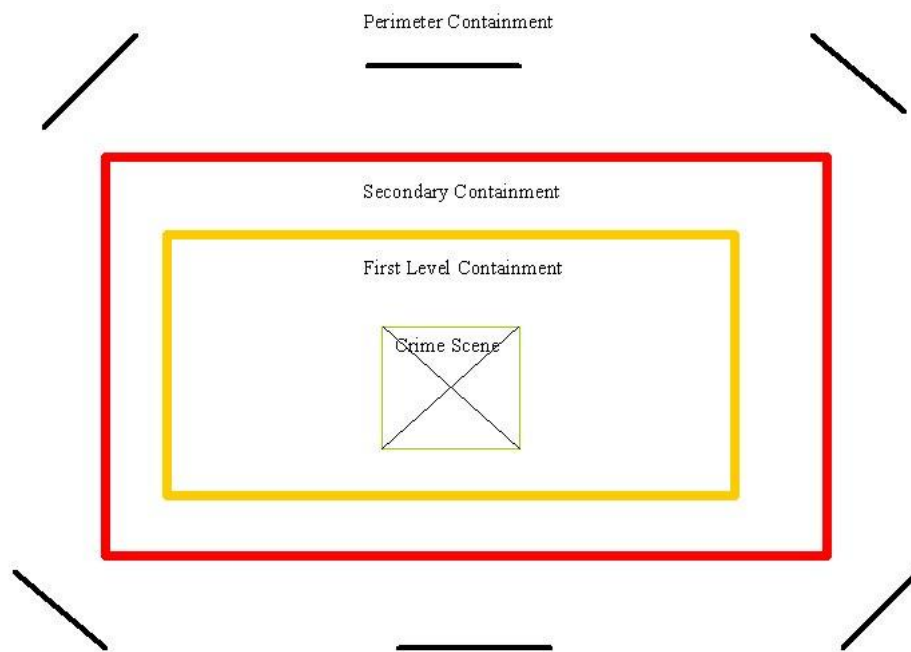 Perimeter Containment
Secondary Containment
First Level Containment
Crime Scene